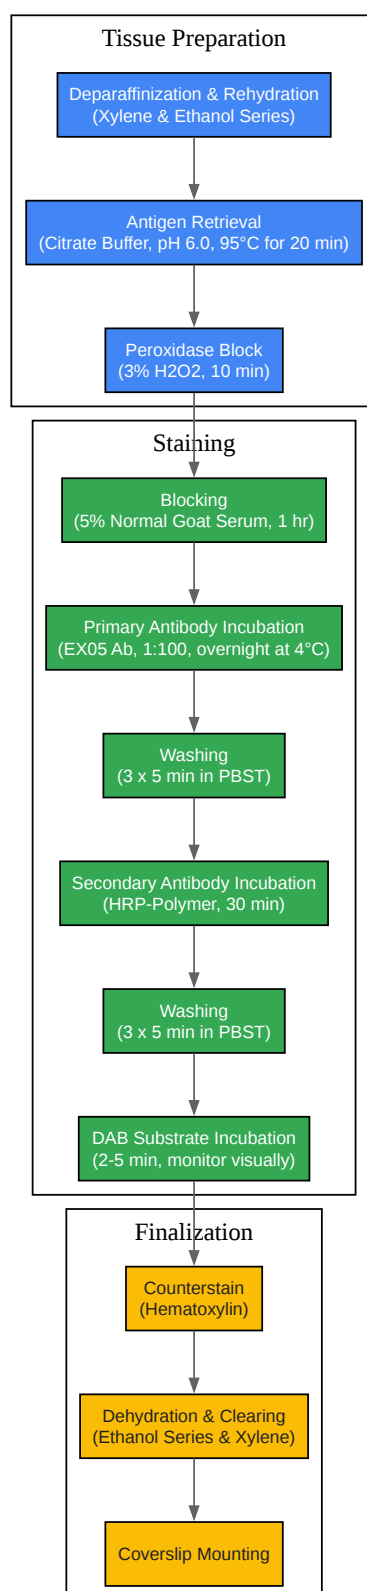 Tissue Preparation
Deparaffinization & Rehydration
(Xylene & Ethanol Series)
Antigen Retrieval
(Citrate Buffer, pH 6.0, 95°C for 20 min)
Peroxidase Block
(3% H2O2, 10 min)
Staining
Blocking
(5% Normal Goat Serum, 1 hr)
Primary Antibody Incubation
(EX05 Ab, 1:100, overnight at 4°C)
Washing
(3 x 5 min in PBST)
Secondary Antibody Incubation
(HRP-Polymer, 30 min)
Washing
(3 x 5 min in PBST)
DAB Substrate Incubation
(2-5 min, monitor visually)
Finalization
Counterstain
(Hematoxylin)
Dehydration & Clearing
(Ethanol Series & Xylene)
Coverslip Mounting